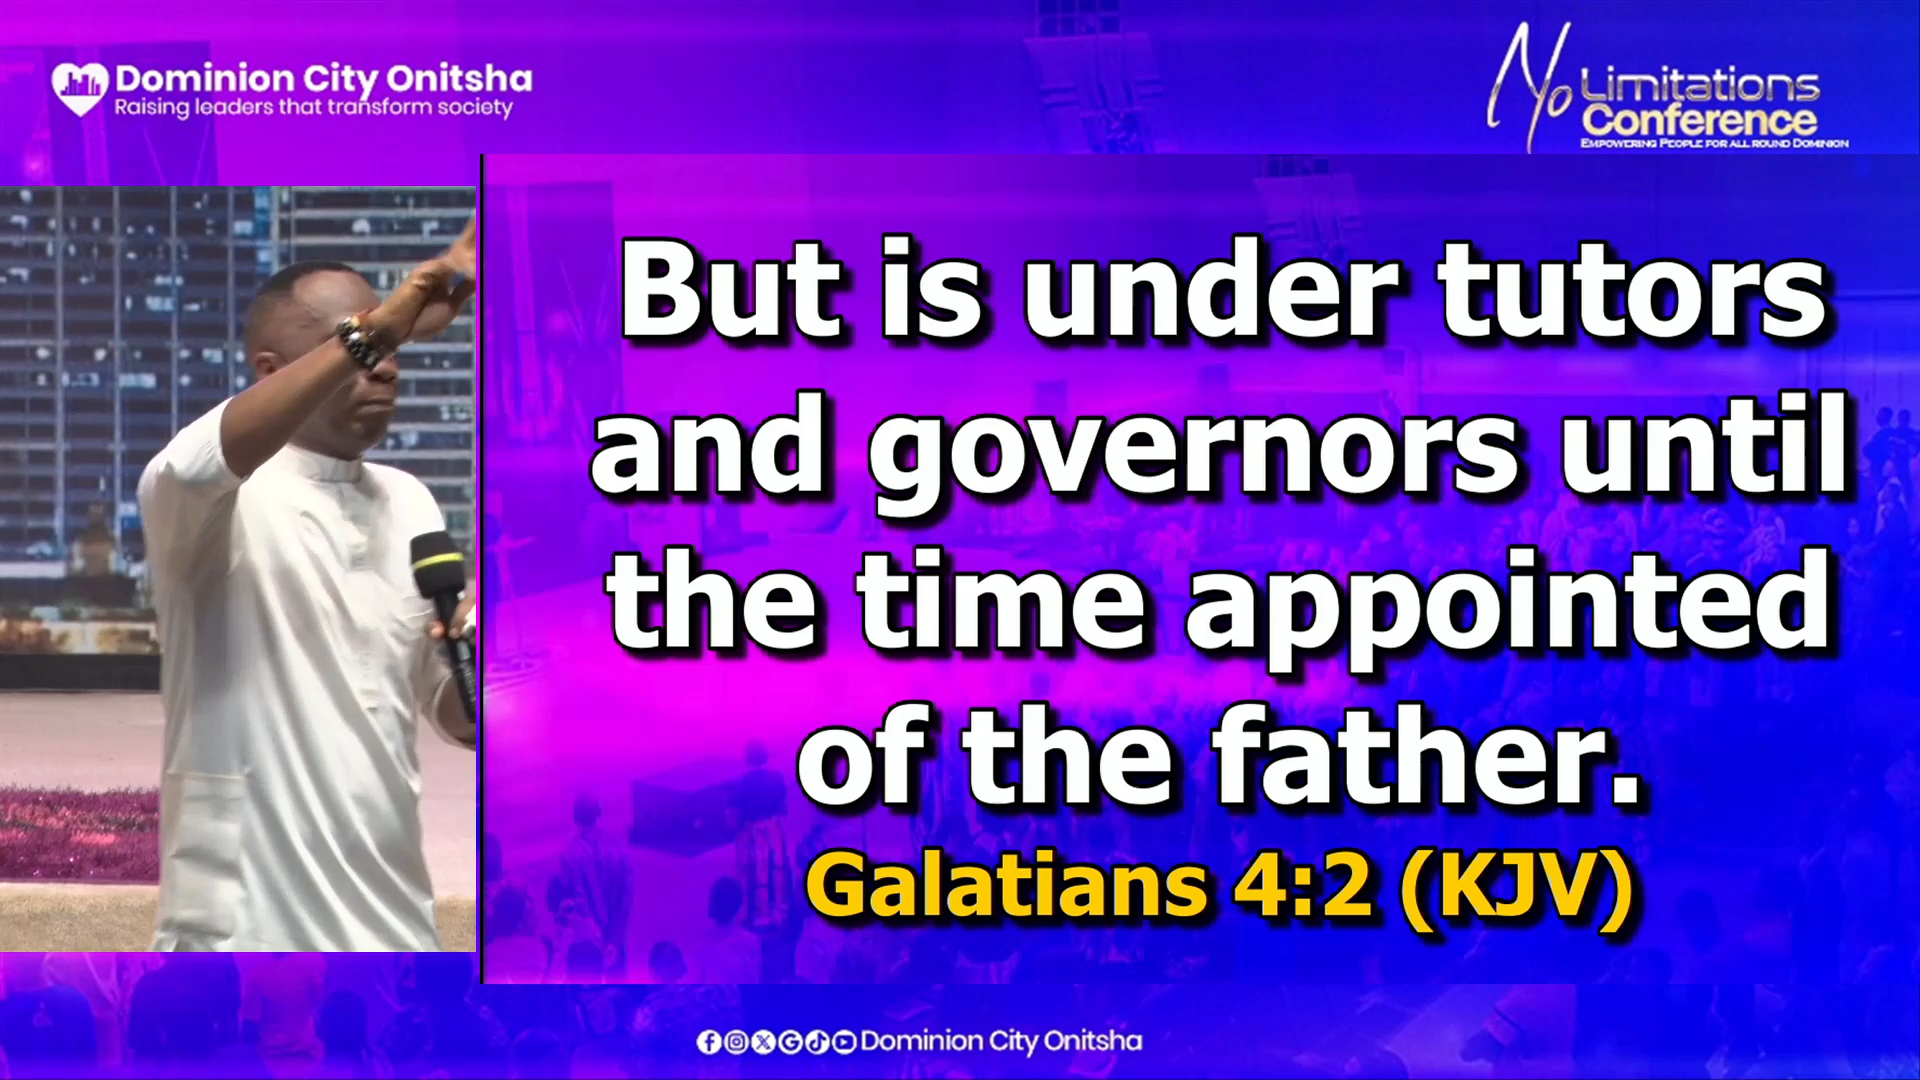 Dominion City Onitsha
Raising leaders that transform society
No Limitations
Conference
EMPOWERING PEOPLE FOR ALL ROUND DOMINION
But is under tutors
and governors until
the time appointed
of the father.
Galatians 4:2 (KJV)
Dominion City Onitsha